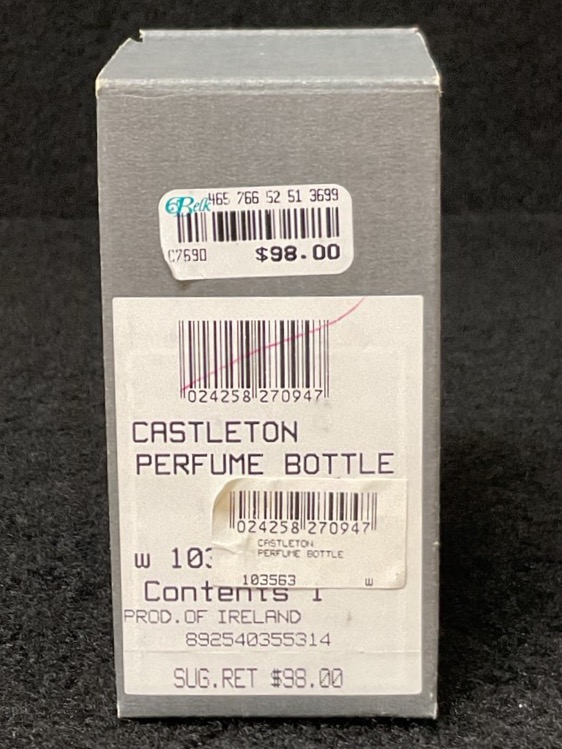 Belk 465 766 52 51 3699
C7690 $98.00
024258 270947
CASTLETON
PERFUME BOTTLE
024258 270947
CASTLETON
PERFUME BOTTLE
w 103
103563 w
Contents 1
PROD.OF IRELAND
892540355314
SUG.RET $98.00